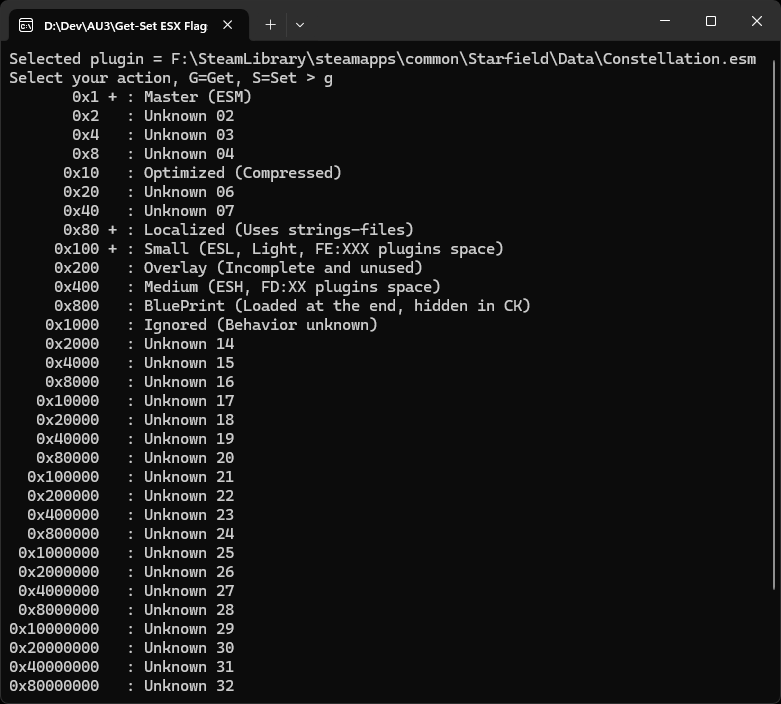 D:\Dev\AU3\Get-Set ESX Flag
Selected plugin = F:\SteamLibrary\steamapps\common\Starfield\Data\Constellation.esm
Select your action, G=Get, S=Set > g
0x1 + : Master (ESM)
0x2 : Unknown 02
0x4 : Unknown 03
0x8 : Unknown 04
0x10 : Optimized (Compressed)
0x20 : Unknown 06
0x40 : Unknown 07
0x80 + : Localized (Uses strings-files)
0x100 + : Small (ESL, Light, FE:XXX plugins space)
0x200 : Overlay (Incomplete and unused)
0x400 : Medium (ESH, FD:XX plugins space)
0x800 : BluePrint (Loaded at the end, hidden in CK)
0x1000 : Ignored (Behavior unknown)
0x2000 : Unknown 14
0x4000 : Unknown 15
0x8000 : Unknown 16
0x10000 : Unknown 17
0x20000 : Unknown 18
0x40000 : Unknown 19
0x80000 : Unknown 20
0x100000 : Unknown 21
0x200000 : Unknown 22
0x400000 : Unknown 23
0x800000 : Unknown 24
0x1000000 : Unknown 25
0x2000000 : Unknown 26
0x4000000 : Unknown 27
0x8000000 : Unknown 28
0x10000000 : Unknown 29
0x20000000 : Unknown 30
0x40000000 : Unknown 31
0x80000000 : Unknown 32